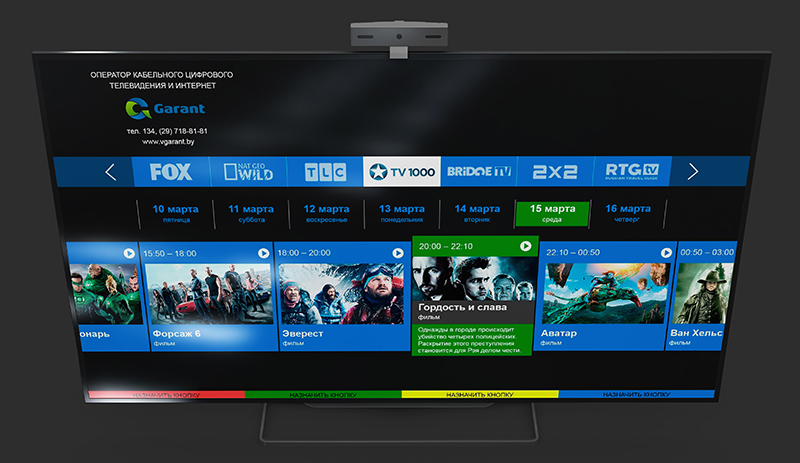 ОПЕРАТОР КАБЕЛЬНОГО ЦИФРОВОГО
ТЕЛЕВИДЕНИЯ И ИНТЕРНЕТ
Garant
тел. 134, (29) 718-81-81
www.vgarant.by
FOX
NAT GEO WILD
TLC
TV 1000
BRIDGE TV
2X2
RTG TV
RUSSIAN TRAVEL GUIDE
10 марта
пятница
11 марта
суббота
12 марта
воскресенье
13 марта
понедельник
14 марта
вторник
15 марта
среда
16 марта
четверг
онарь
15:50 – 18:00
Форсаж 6
фильм
18:00 – 20:00
Эверест
фильм
20:00 – 22:10
Гордость и слава
фильм
Однажды в городе происходит
убийство четырех полицейских.
Раскрытие этого преступления
становится для Рэя делом чести.
22:10 – 00:50
Аватар
фильм
00:50 – 03:00
Ван Хельс
фильм
НАЗНАЧИТЬ КНОПКУ
НАЗНАЧИТЬ КНОПКУ
НАЗНАЧИТЬ КНОПКУ
НАЗНАЧИТЬ КНОПКУ